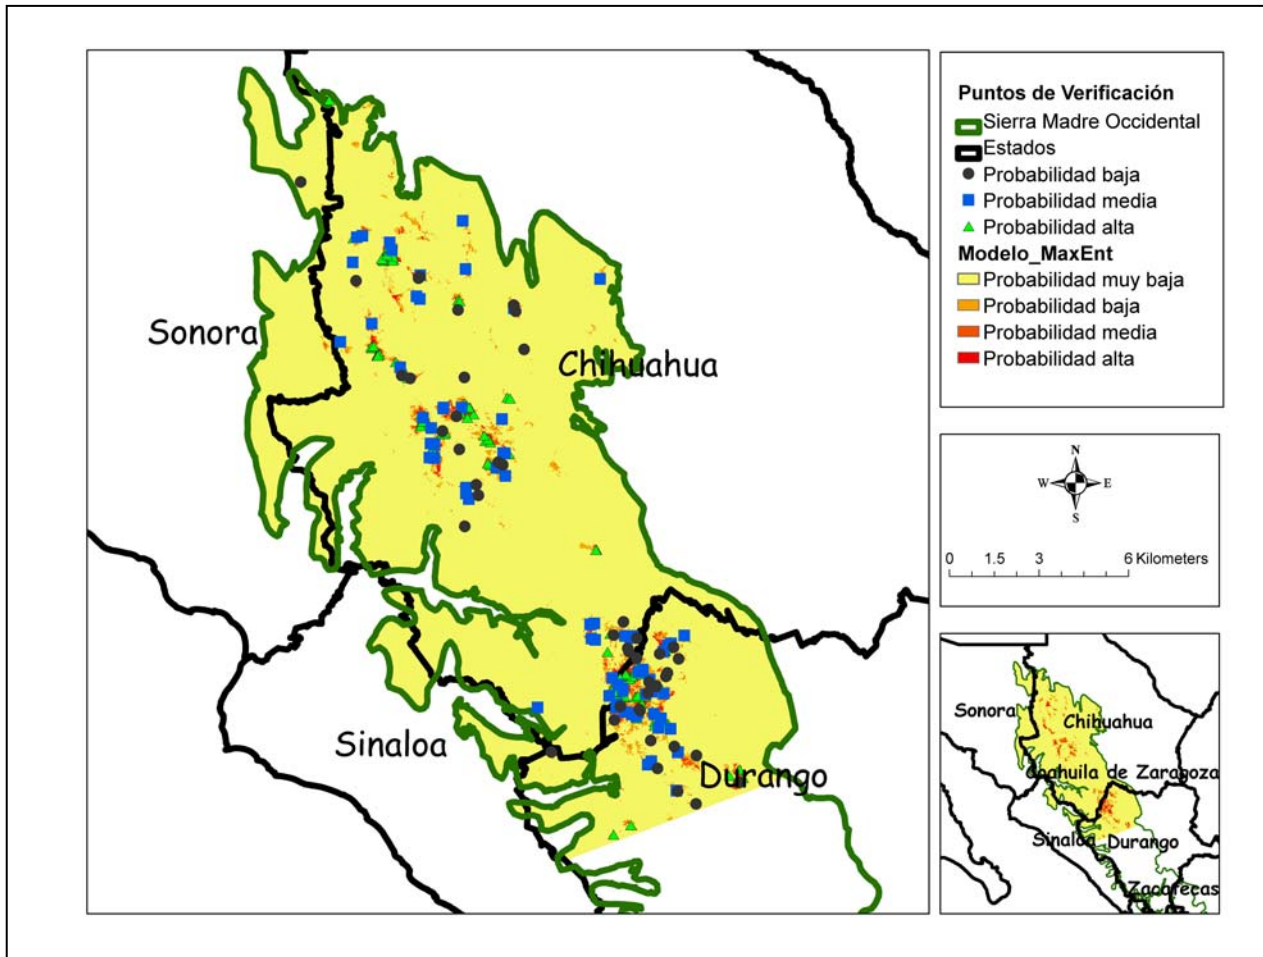 Sonora
Chihuahua
Sinaloa
Durango
Puntos de Verificación
Sierra Madre Occidental
Estados
Probabilidad baja
Probabilidad media
Probabilidad alta
Modelo_MaxEnt
Probabilidad muy baja
Probabilidad baja
Probabilidad media
Probabilidad alta
N
W E
S
0 1.5 3 6 Kilometers
Sonora
Chihuahua
Coahuila de Zaragoza
Sinaloa Durango
Zacatecas